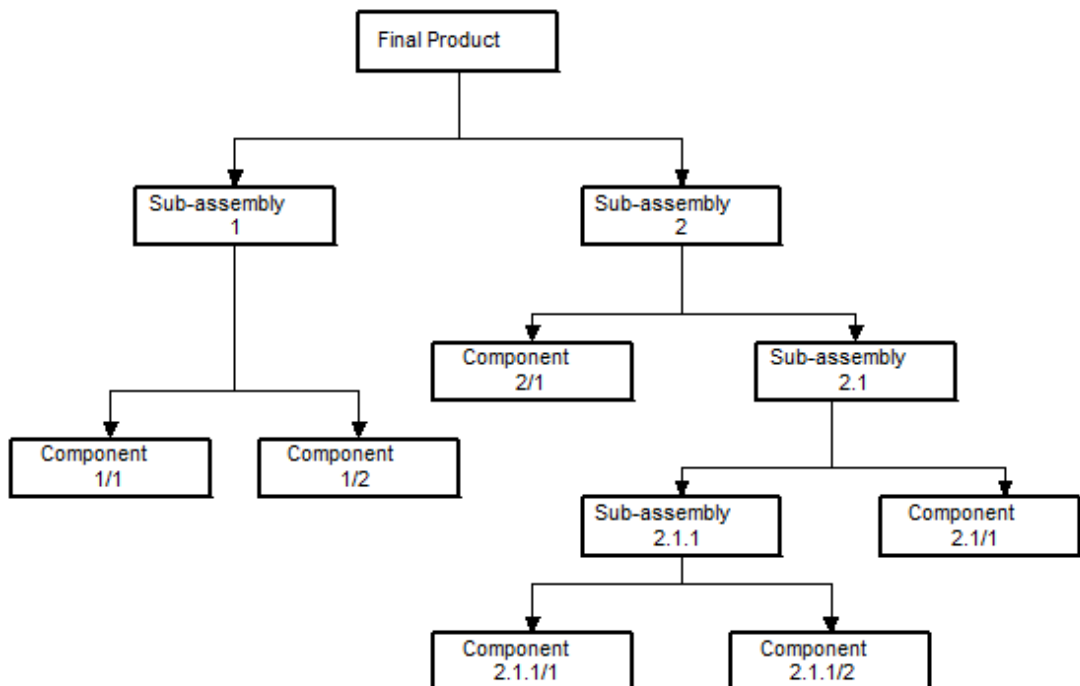 Final Product
Sub-assembly
1
Sub-assembly
2
Component
2/1
Sub-assembly
2.1
Component
1/1
Component
1/2
Sub-assembly
2.1.1
Component
2.1/1
Component
2.1.1/1
Component
2.1.1/2